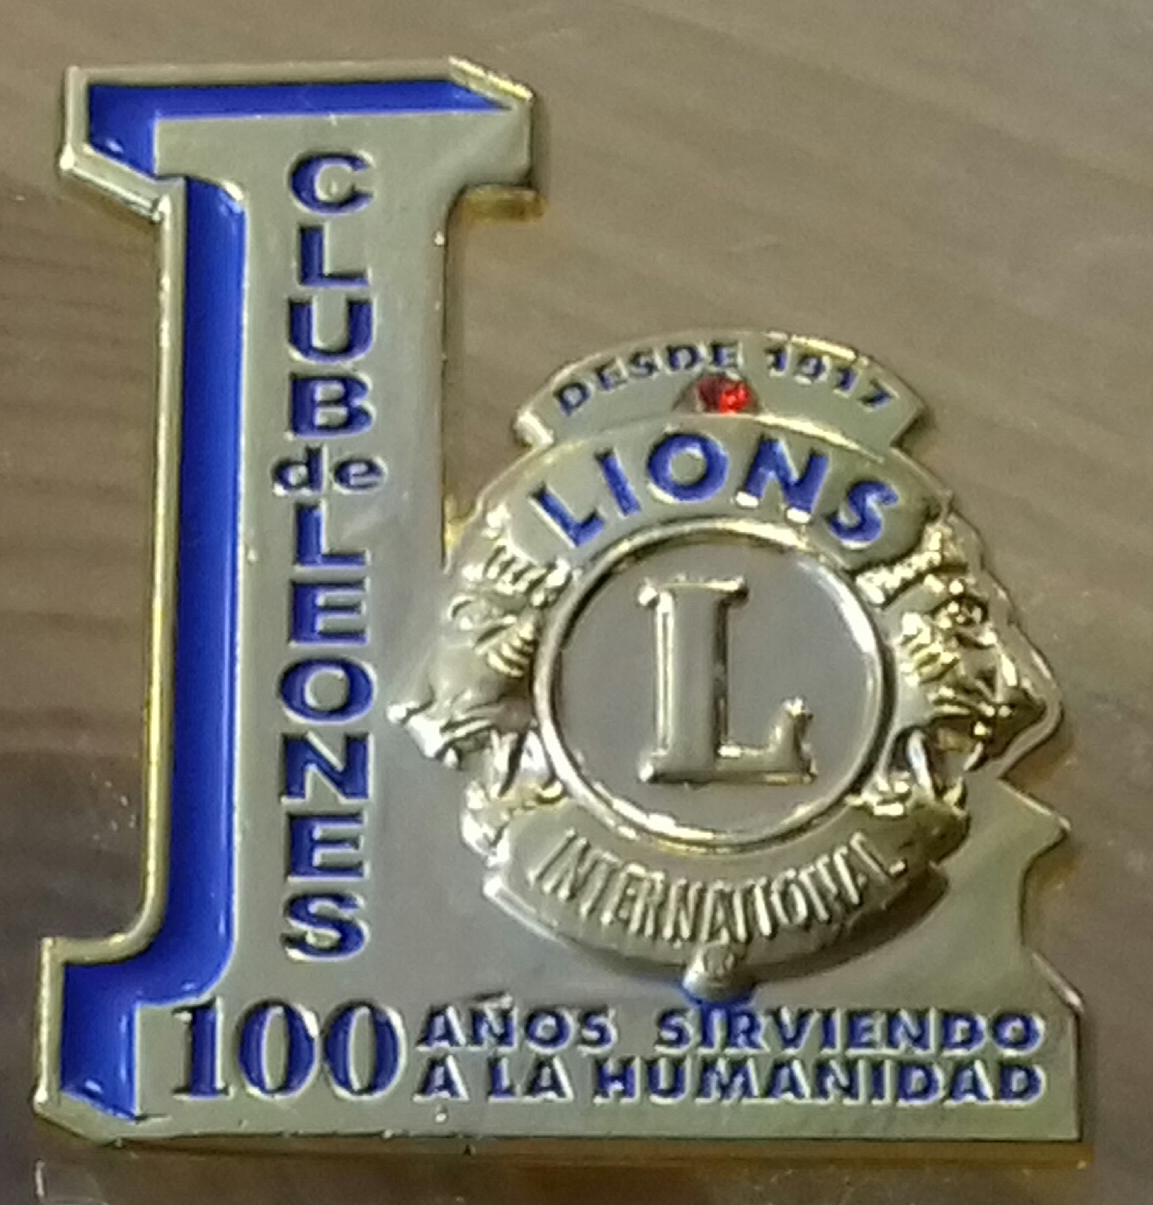 CLUB de LEONES
DESDE 1917
LIONS
L
INTERNATIONAL
100 AÑOS SIRVIENDO
A LA HUMANIDAD